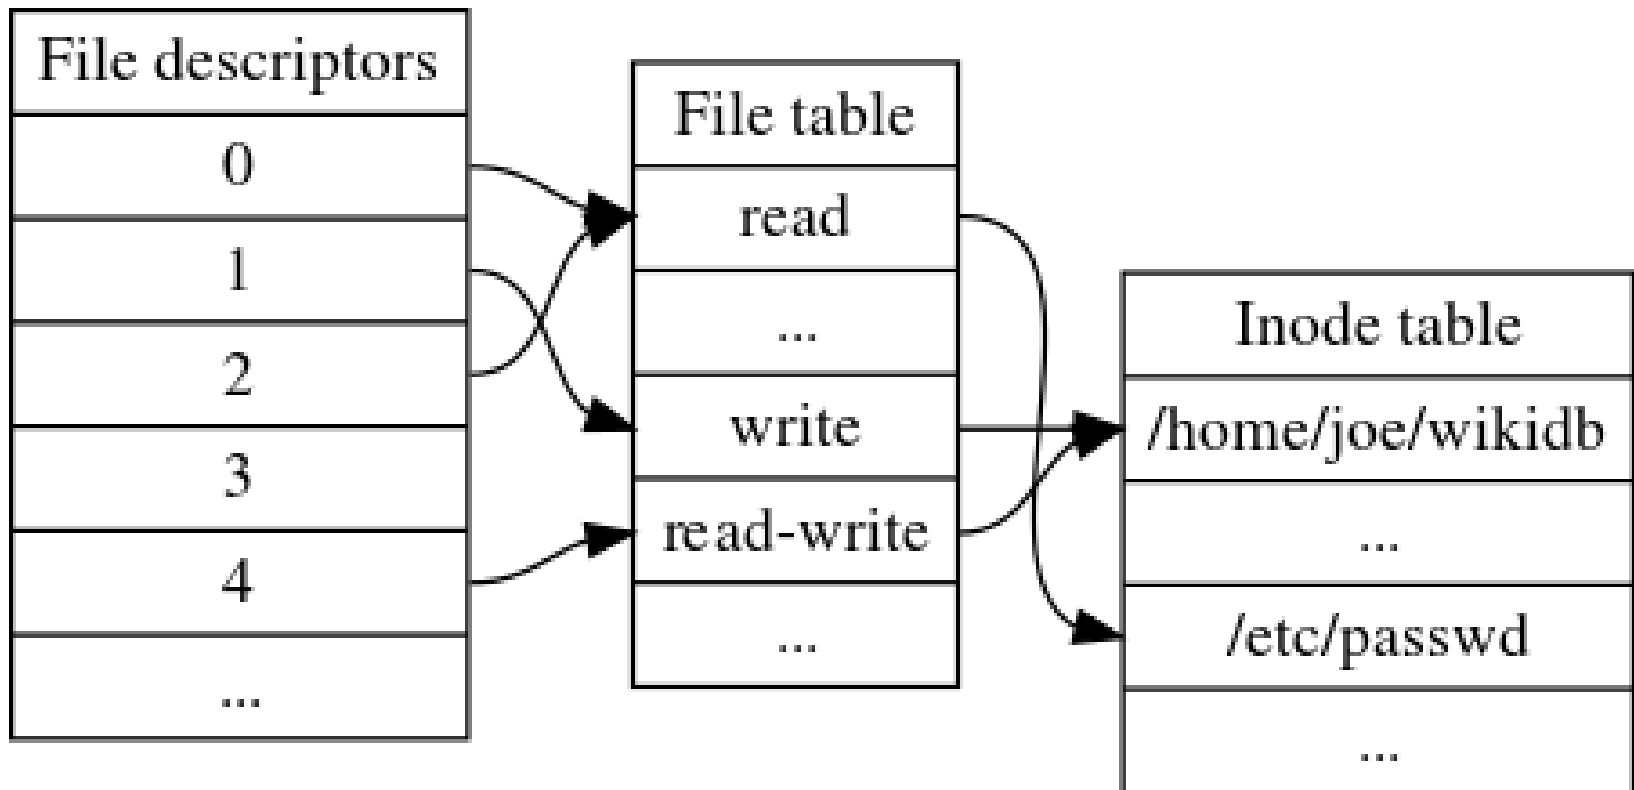 File descriptors
0
1
2
3
4
...
File table
read
...
write
read-write
...
Inode table
/home/joe/wikidb
...
/etc/passwd
...